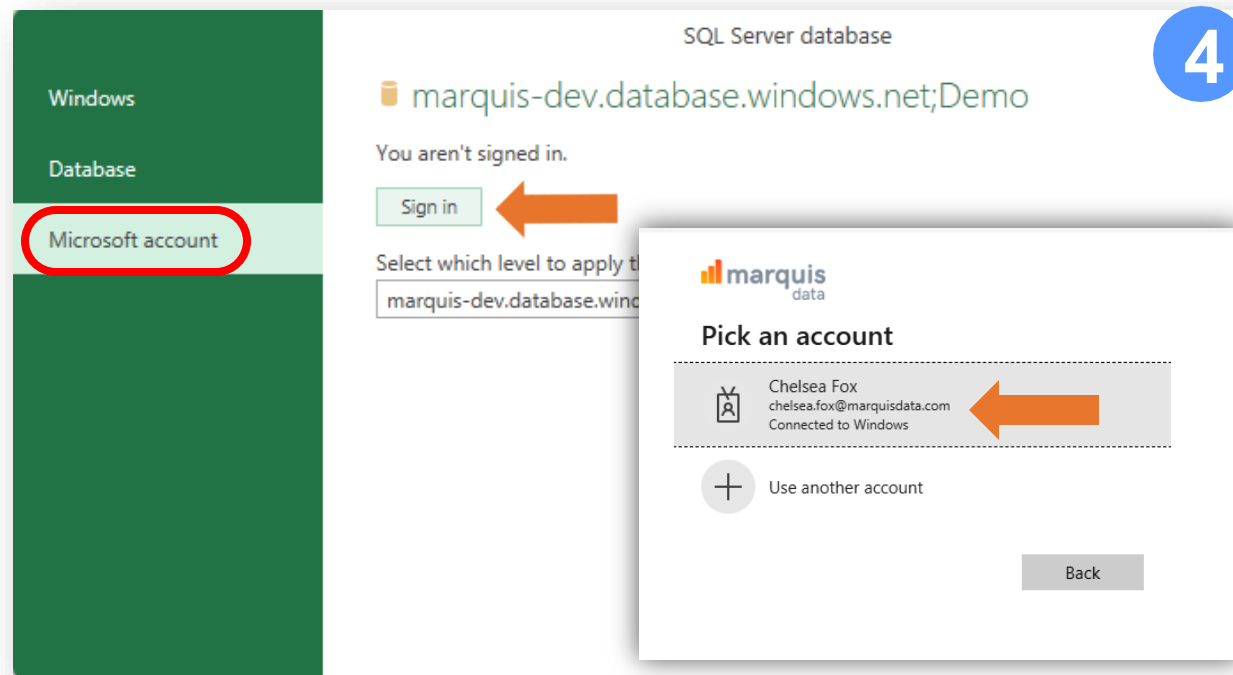 SQL Server database
4
Windows
Database
Microsoft account
marquis-dev.database.windows.net;Demo
You aren't signed in.
Sign in
Select which level to apply
marquis-dev.database.
marquis
data
Pick an account
Chelsea Fox
chelsea.fox@marquisdata.com
Connected to Windows
Use another account
Back